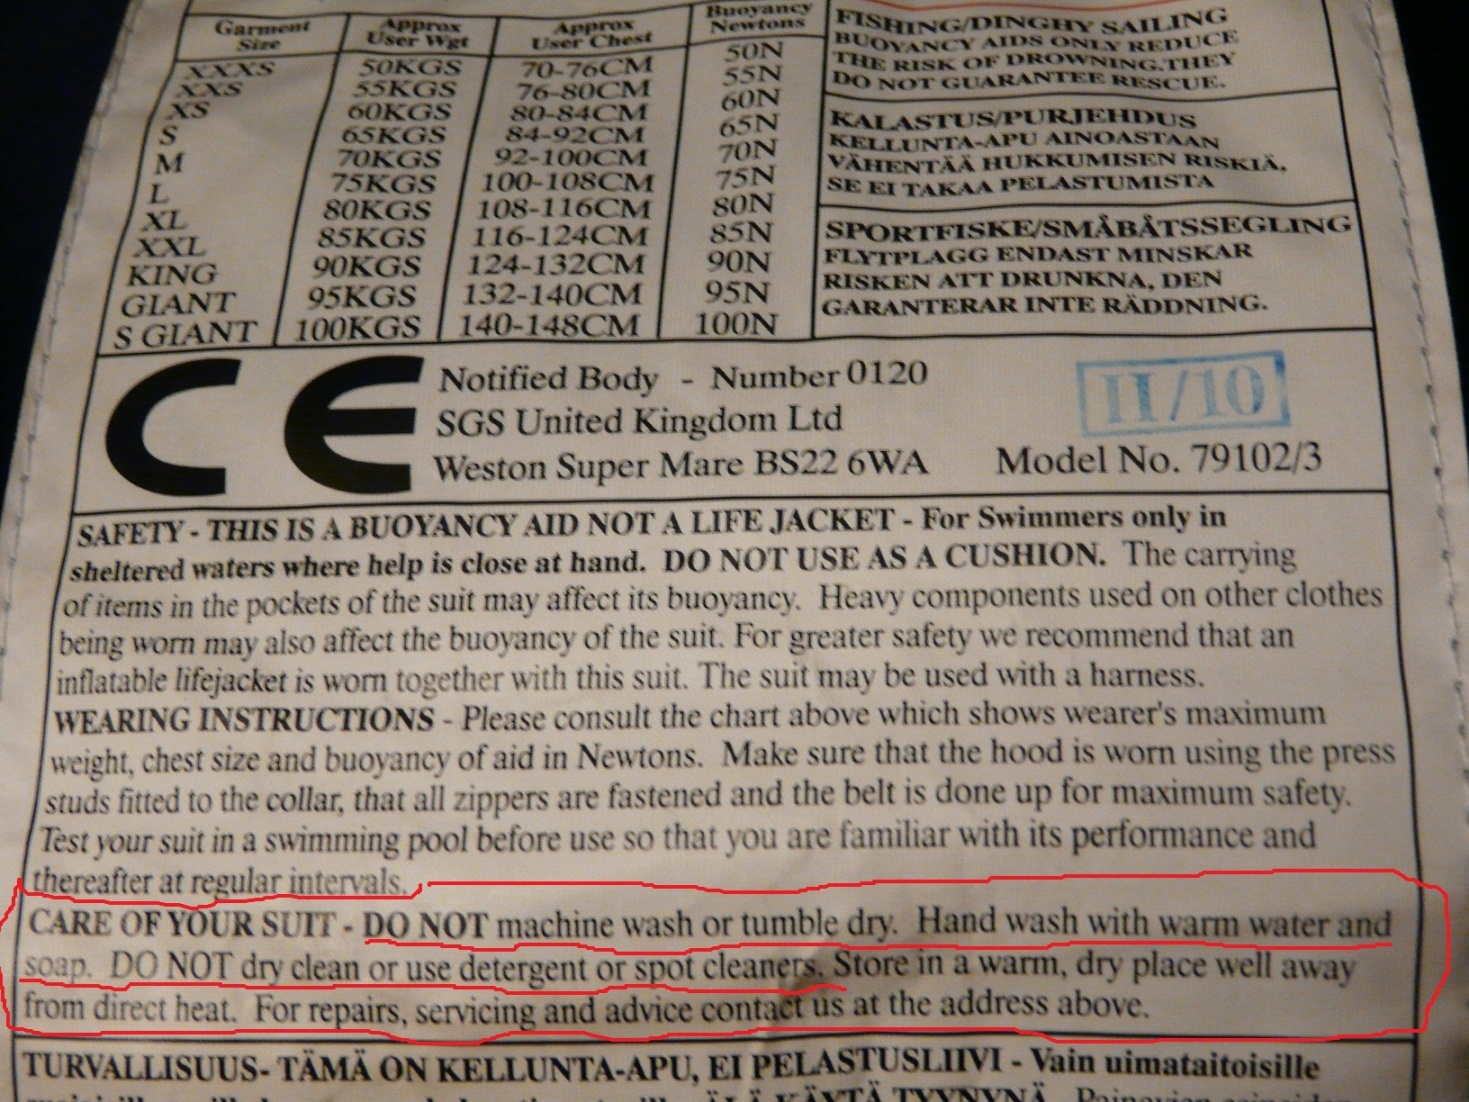 Garment Size Approx User Wgt Approx User Chest Buoyancy Newtons
XXXS 50KGS 70-76CM 50N
XXS 55KGS 76-80CM 55N
XS 60KGS 80-84CM 60N
S 65KGS 84-92CM 65N
M 70KGS 92-100CM 70N
L 75KGS 100-108CM 75N
XL 80KGS 108-116CM 80N
XXL 85KGS 116-124CM 85N
KING 90KGS 124-132CM 90N
GIANT 95KGS 132-140CM 95N
S GIANT 100KGS 140-148CM 100N
FISHING/DINGHY SAILING
BUOYANCY AIDS ONLY REDUCE
THE RISK OF DROWNING.THEY
DO NOT GUARANTEE RESCUE.
KALASTUS/PURJEHDUS
KELLUNTA-APU AINOASTAAN
VÄHENTÄÄ HUKKUMISEN RISKIÄ,
SE EI TAKAA PELASTUMISTA
SPORTFISKE/SMÅBÅTSSEGLING
FLYTPLAGG ENDAST MINSKAR
RISKEN ATT DRUNKNA, DEN
GARANTERAR INTE RÄDDNING.
CE
Notified Body - Number 0120
SGS United Kingdom Ltd
Weston Super Mare BS22 6WA
II/10
Model No. 79102/3
SAFETY - THIS IS A BUOYANCY AID NOT A LIFE JACKET - For Swimmers only in
sheltered waters where help is close at hand. DO NOT USE AS A CUSHION. The carrying
of items in the pockets of the suit may affect its buoyancy. Heavy components used on other clothes
being worn may also affect the buoyancy of the suit. For greater safety we recommend that an
inflatable lifejacket is worn together with this suit. The suit may be used with a harness.
WEARING INSTRUCTIONS - Please consult the chart above which shows wearer's maximum
weight, chest size and buoyancy of aid in Newtons. Make sure that the hood is worn using the press
studs fitted to the collar, that all zippers are fastened and the belt is done up for maximum safety.
Test your suit in a swimming pool before use so that you are familiar with its performance and
thereafter at regular intervals.
CARE OF YOUR SUIT - DO NOT machine wash or tumble dry. Hand wash with warm water and
soap. DO NOT dry clean or use detergent or spot cleaners. Store in a warm, dry place well away
from direct heat. For repairs, servicing and advice contact us at the address above.
TURVALLISUUS- TÄMÄ ON KELLUNTA-APU, EI PELASTUSLIIVI - Vain uimataitoisille
ÄLÄ KÄYTÄ TYYNYNÄ